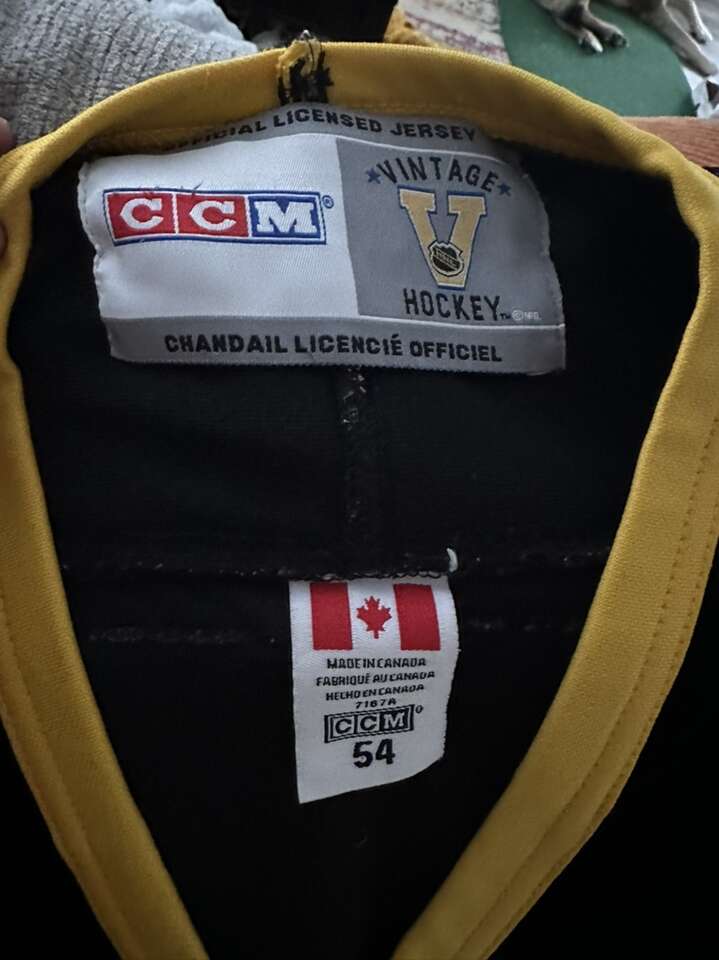 OFFICIAL LICENSED JERSEY
CCM®
VINTAGE
V
HOCKEY™
CHANDAIL LICENCIÉ OFFICIEL
MADE IN CANADA
FABRIQUÉ AU CANADA
HECHO EN CANADA
7167A
CCM®
54